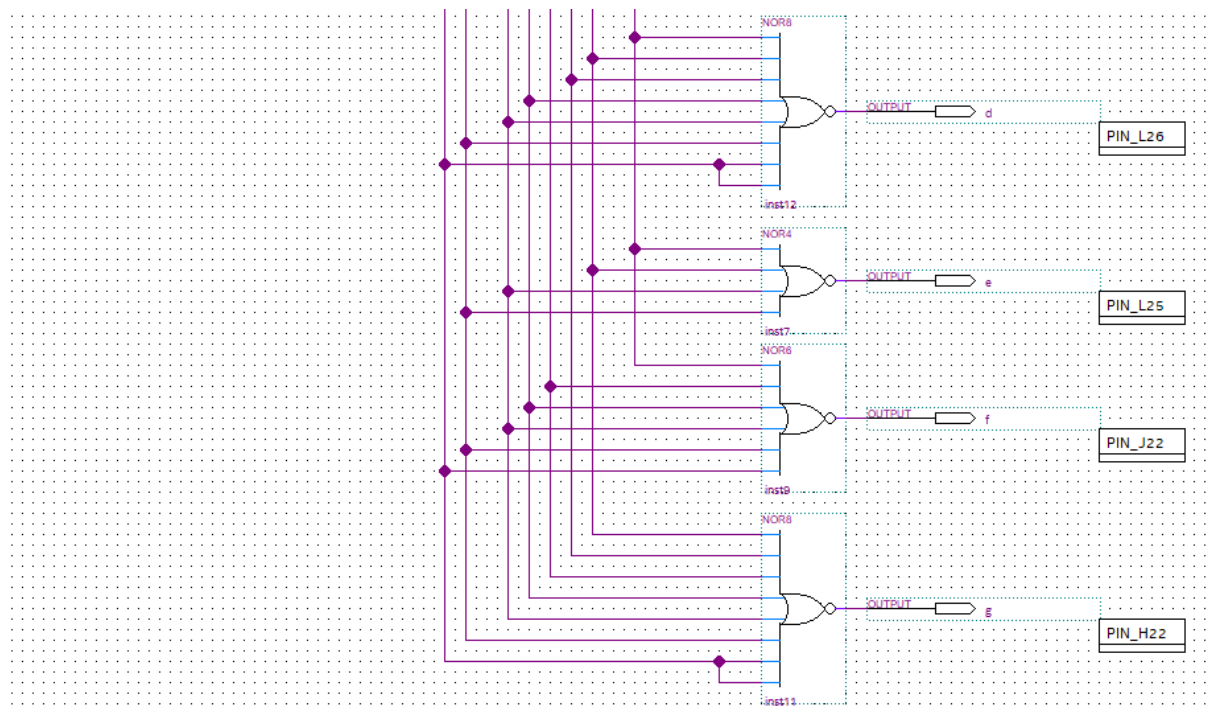 NOR8
OUTPUT
d
PIN_L26
inst12
NOR4
OUTPUT
e
PIN_L25
inst7
NOR6
OUTPUT
f
PIN_J22
inst9
NOR8
OUTPUT
g
PIN_H22
inst11